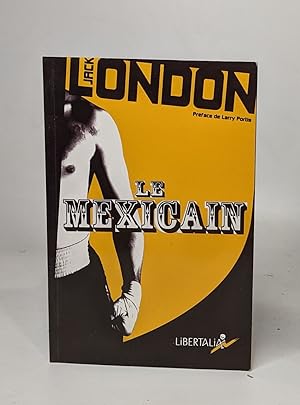 JACK
LONDON
Préface de Larry Portis
LE
MEXICAIN
LiBERTALiA